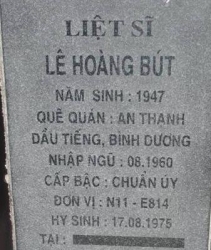 LIỆT SĨ
LÊ HOÀNG BÚT
NĂM SINH : 1947
QUÊ QUÁN : AN THANH
DẦU TIẾNG, BÌNH DƯƠNG
NHẬP NGŨ : 08.1960
CẤP BẬC : CHUẨN ÚY
ĐƠN VỊ : N11 - E814
HY SINH : 17.08.1975
TẠI :